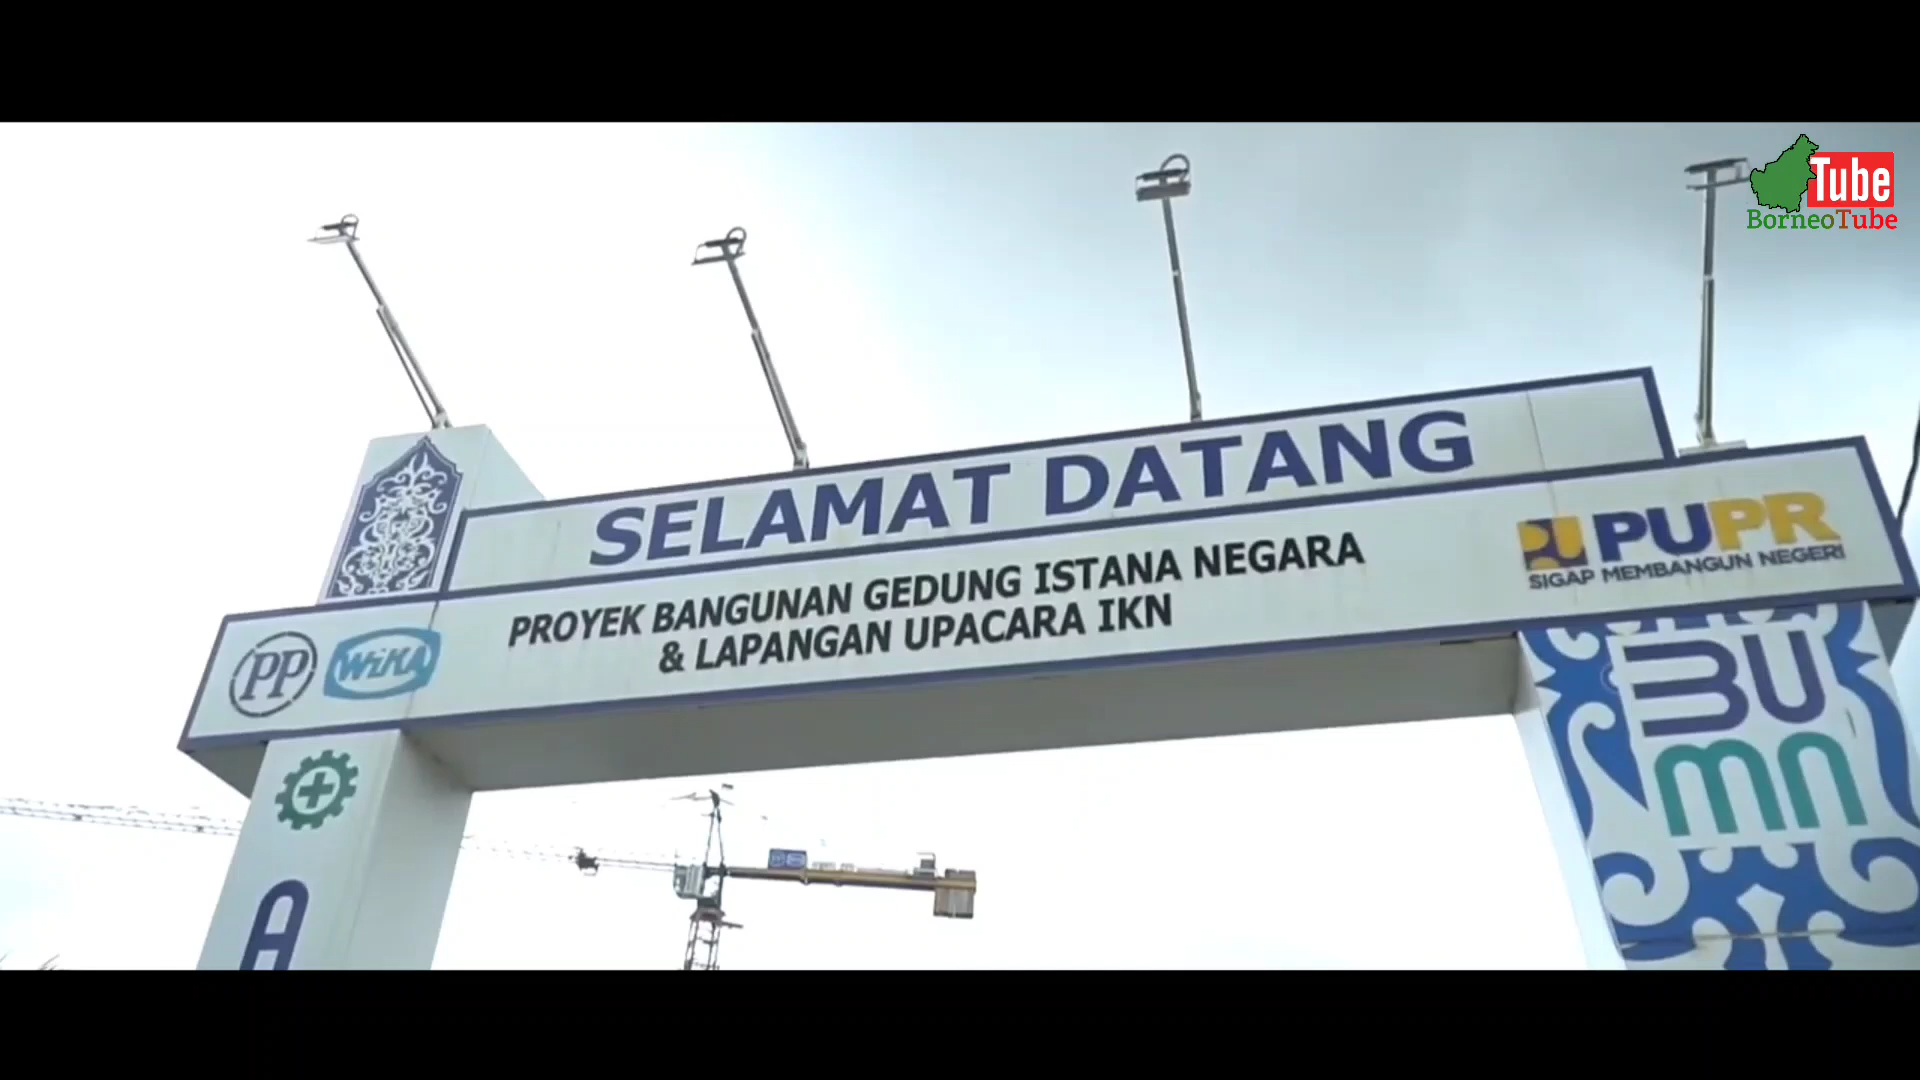 Tube
BorneoTube
SELAMAT DATANG
PROYEK BANGUNAN GEDUNG ISTANA NEGARA
& LAPANGAN UPACARA IKN
PUPR
SIGAP MEMBANGUN NEGERI
PP
WIKA
BUMN
A